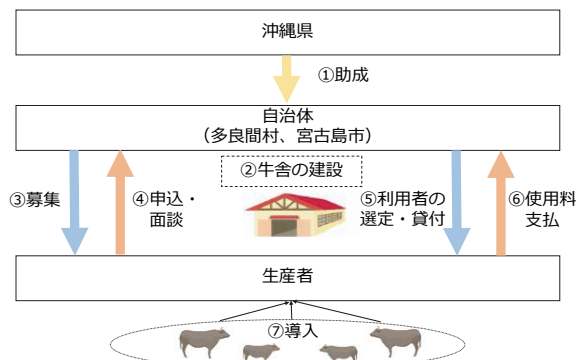 沖縄県
①助成
自治体
（多良間村、宮古島市）
②牛舎の建設
③募集
④申込・
面談
⑤利用者の
選定・貸付
⑥使用料
支払
生産者
⑦導入